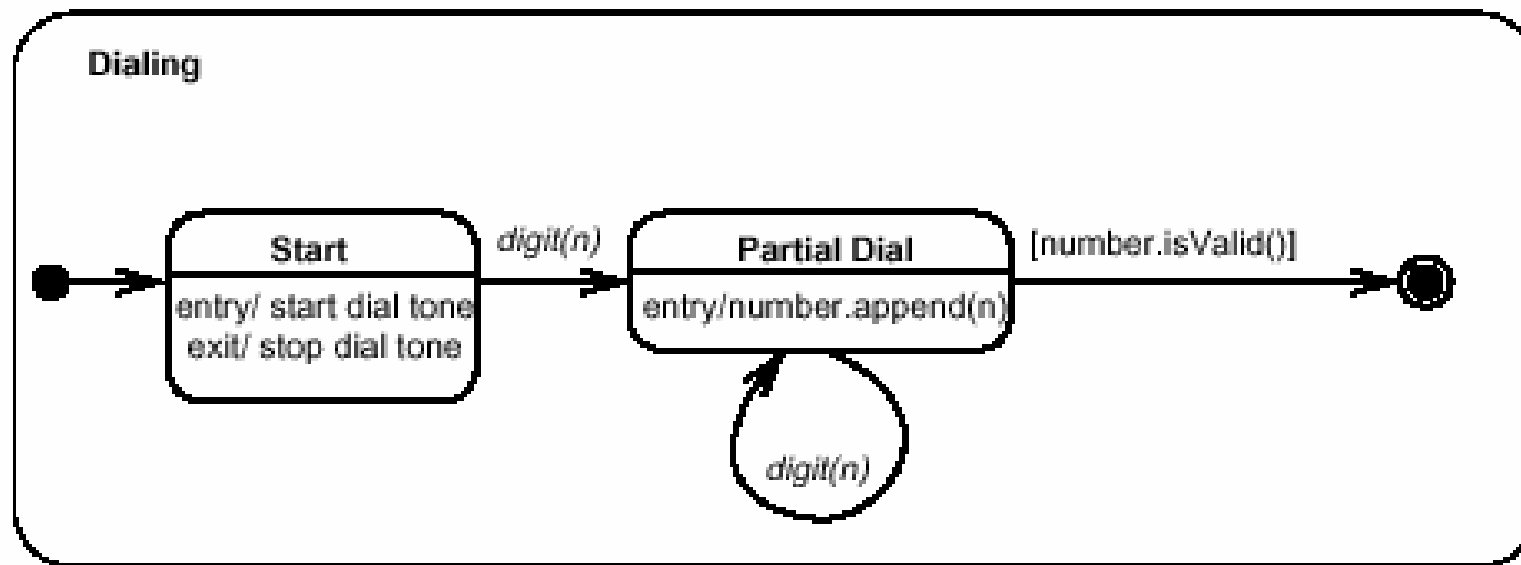 Dialing
Start
entry/ start dial tone
exit/ stop dial tone
digit(n)
Partial Dial
entry/number.append(n)
digit(n)
[number.isValid()]